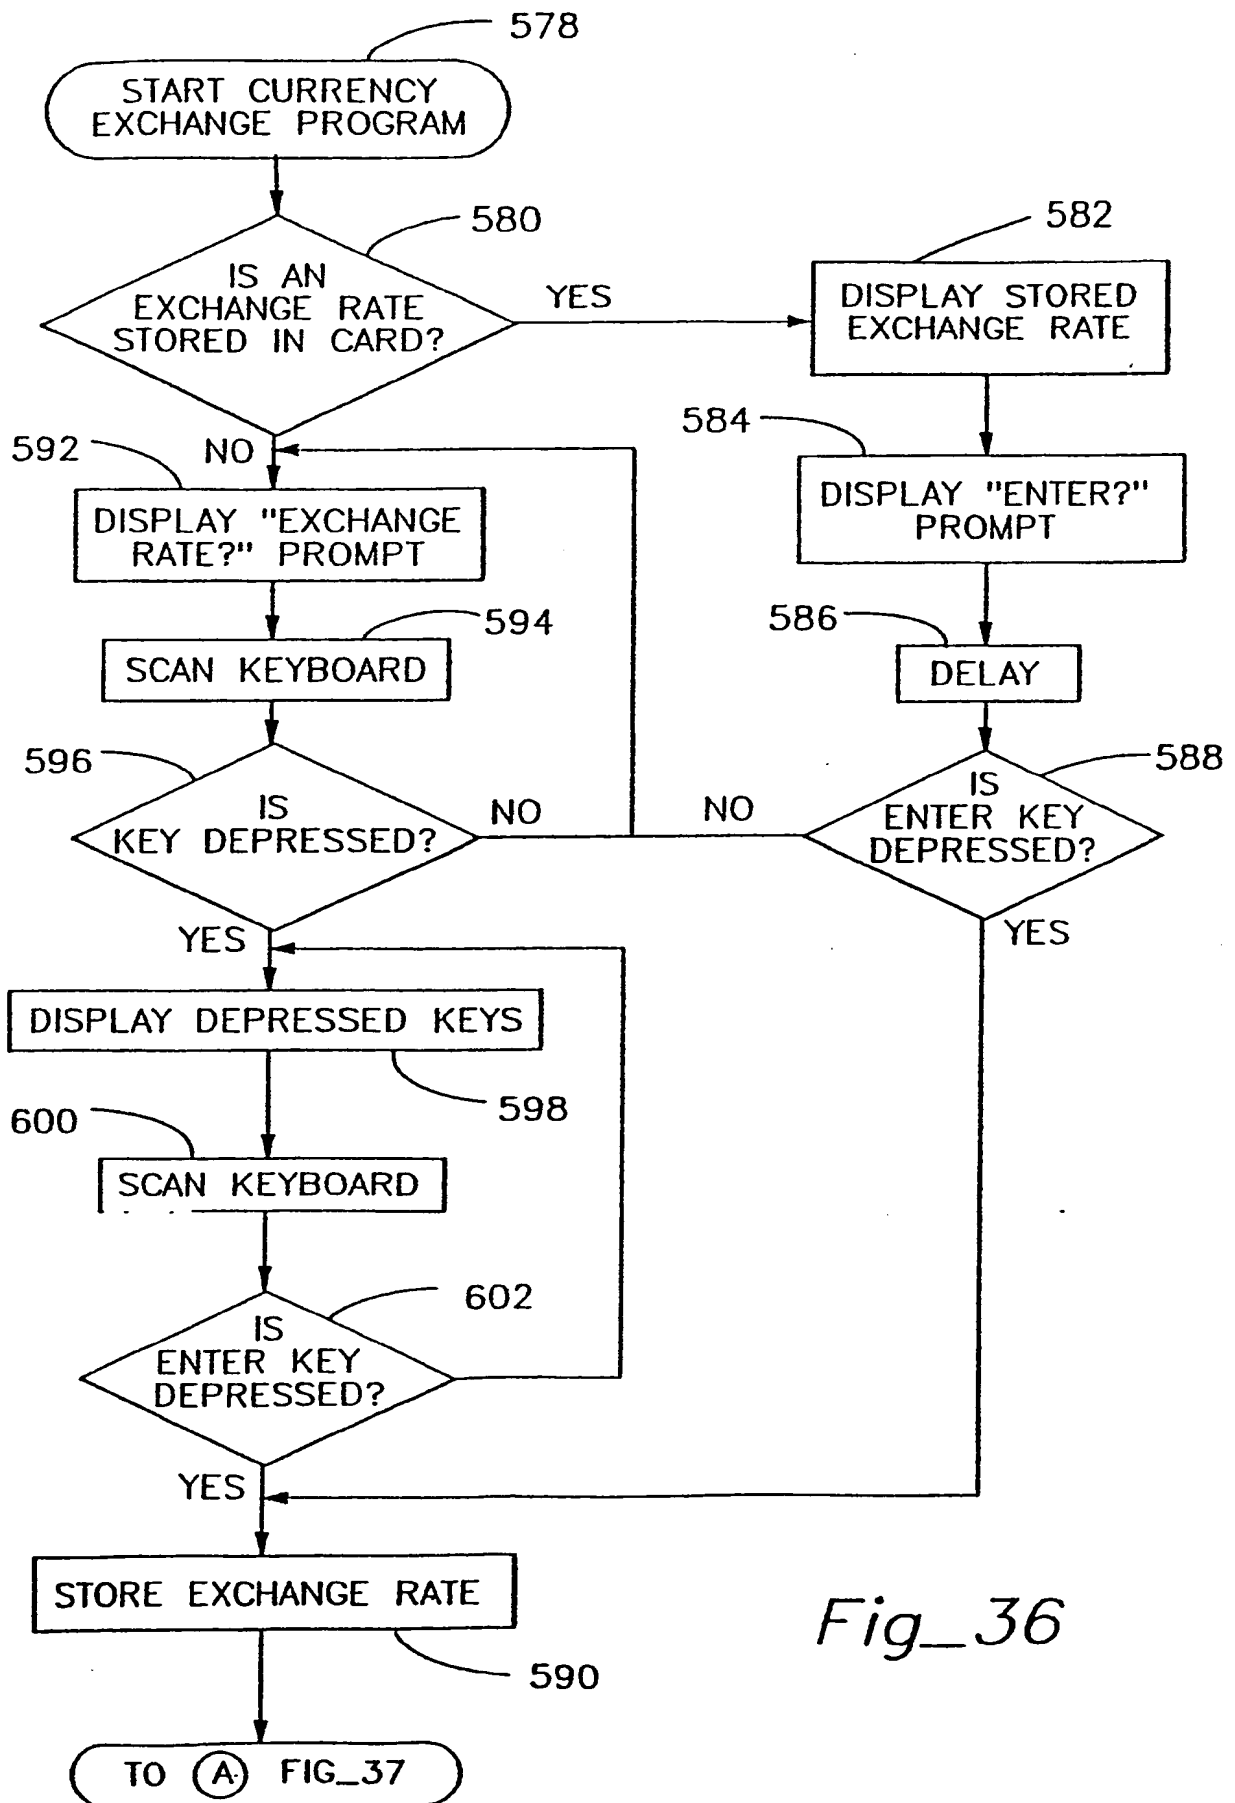 578
START CURRENCY
EXCHANGE PROGRAM
580
IS AN
EXCHANGE RATE
STORED IN CARD?
YES
582
DISPLAY STORED
EXCHANGE RATE
NO
592
DISPLAY "EXCHANGE
RATE?" PROMPT
584
DISPLAY "ENTER?"
PROMPT
594
SCAN KEYBOARD
586
DELAY
596
IS
KEY DEPRESSED?
NO
NO
588
IS
ENTER KEY
DEPRESSED?
YES
YES
DISPLAY DEPRESSED KEYS
598
600
SCAN KEYBOARD
602
IS
ENTER KEY
DEPRESSED?
YES
STORE EXCHANGE RATE
590
TO A FIG_37
Fig_36